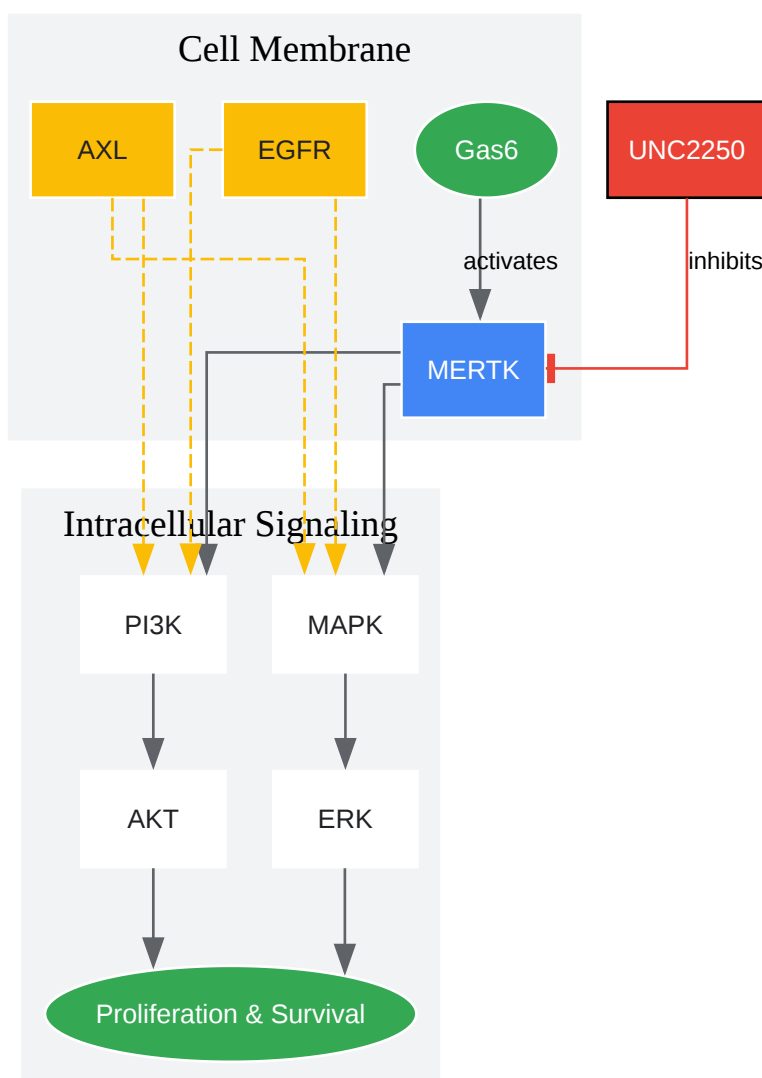 Cell Membrane
AXL
EGFR
Gas6
UNC2250
activates
inhibits
MERTK
Intracellular Signaling
PI3K
MAPK
AKT
ERK
Proliferation & Survival